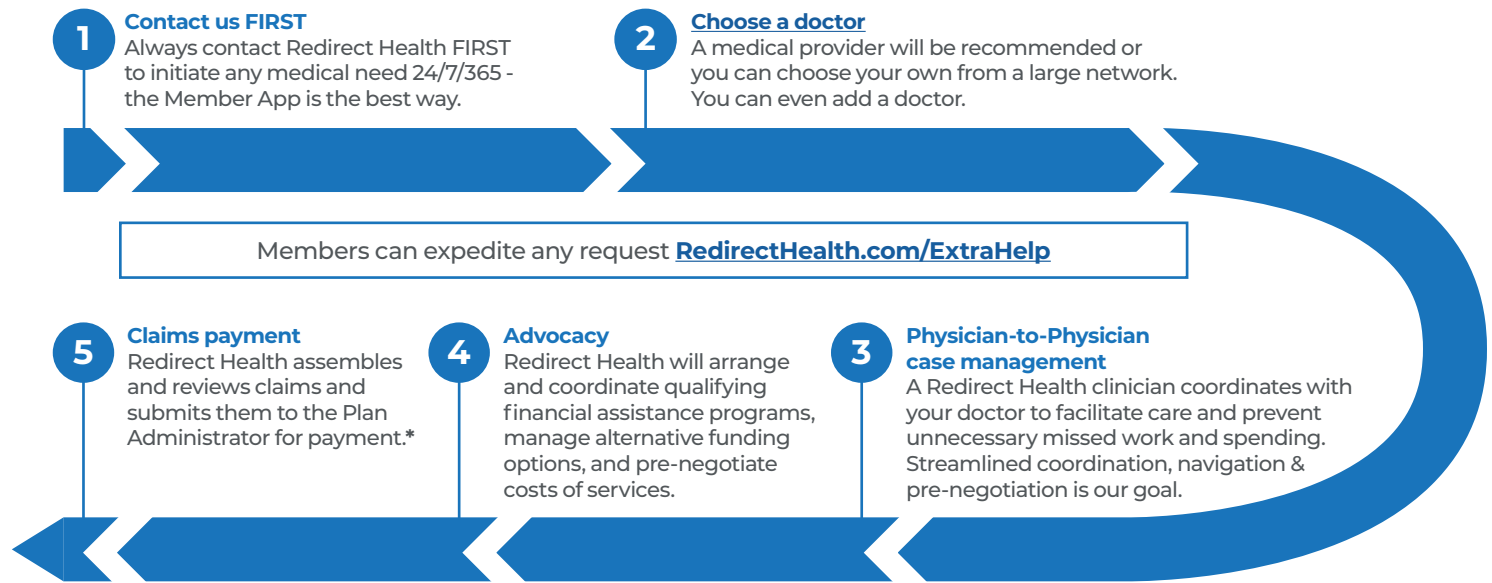 1
Contact us FIRST
Always contact Redirect Health FIRST
to initiate any medical need 24/7/365 -
the Member App is the best way.
2
Choose a doctor
A medical provider will be recommended or
you can choose your own from a large network.
You can even add a doctor.
Members can expedite any request RedirectHealth.com/ExtraHelp
3
Physician-to-Physician
case management
A Redirect Health clinician coordinates with
your doctor to facilitate care and prevent
unnecessary missed work and spending.
Streamlined coordination, navigation &
pre-negotiation is our goal.
4
Advocacy
Redirect Health will arrange
and coordinate qualifying
financial assistance programs,
manage alternative funding
options, and pre-negotiate
costs of services.
5
Claims payment
Redirect Health assembles
and reviews claims and
submits them to the Plan
Administrator for payment.*